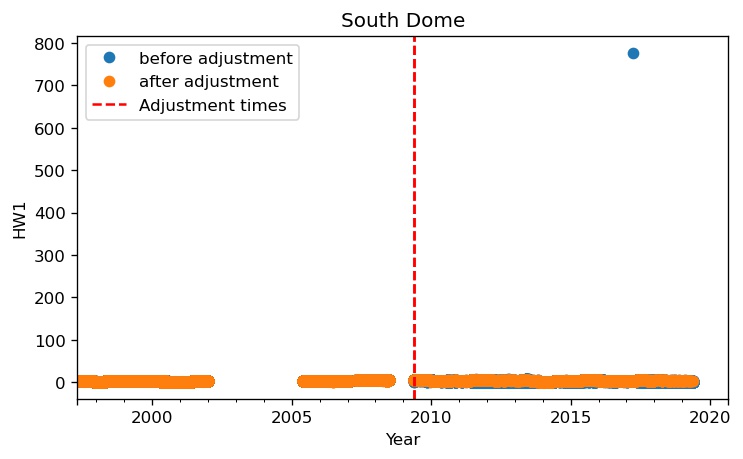 South Dome
before adjustment
after adjustment
Adjustment times
800
700
600
500
400
300
200
100
0
HW1
2000
2005
2010
2015
2020
Year